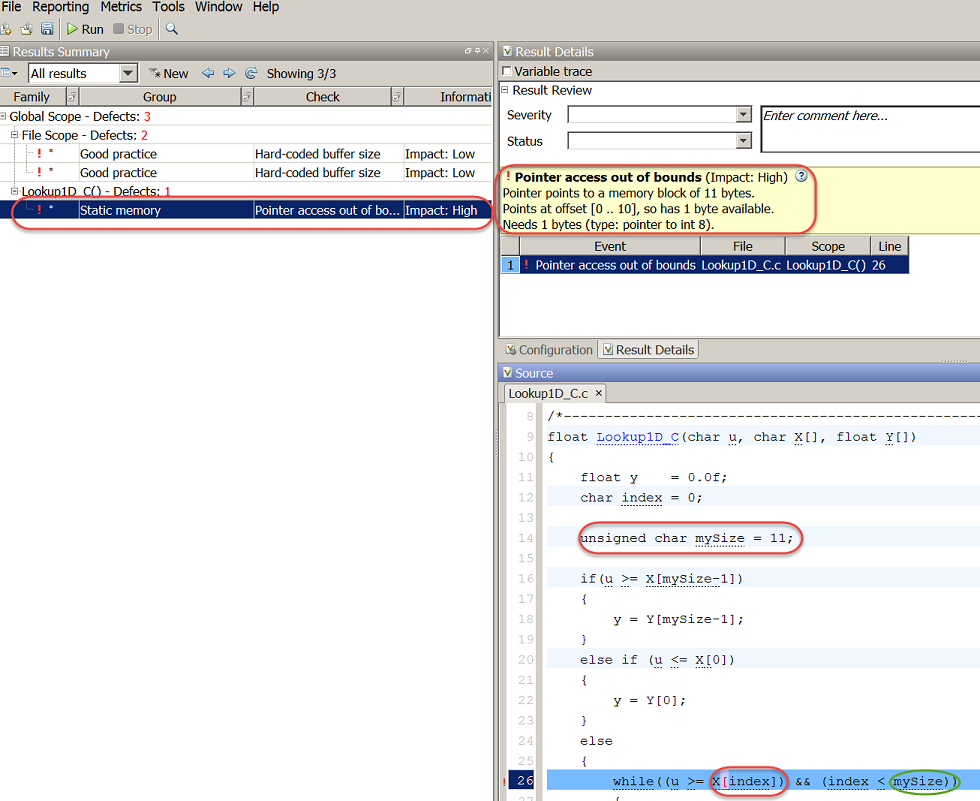 File Reporting Metrics Tools Window Help
Run Stop
Results Summary
All results New Showing 3/3
Family Group Check Informati
Global Scope - Defects: 3
File Scope - Defects: 2
! * Good practice Hard-coded buffer size Impact: Low
! * Good practice Hard-coded buffer size Impact: Low
Lookup1D_C() - Defects: 1
! * Static memory Pointer access out of bo... Impact: High
Result Details
Variable trace
Result Review
Severity
Enter comment here...
Status
! Pointer access out of bounds (Impact: High) ?
Pointer points to a memory block of 11 bytes.
Points at offset [0 .. 10], so has 1 byte available.
Needs 1 bytes (type: pointer to int 8).
Event File Scope Line
1 ! Pointer access out of bounds Lookup1D_C.c Lookup1D_C() 26
Configuration Result Details
Source
Lookup1D_C.c ×
8 /*--------------------------------------------------
9 float Lookup1D_C(char u, char X[], float Y[])
10 {
11 float y = 0.0f;
12 char index = 0;
13
14 unsigned char mySize = 11;
15
16 if(u >= X[mySize-1])
17 {
18 y = Y[mySize-1];
19 }
20 else if (u <= X[0])
21 {
22 y = Y[0];
23 }
24 else
25 {
! 26 while((u >= X[index]) && (index < mySize))
27 {